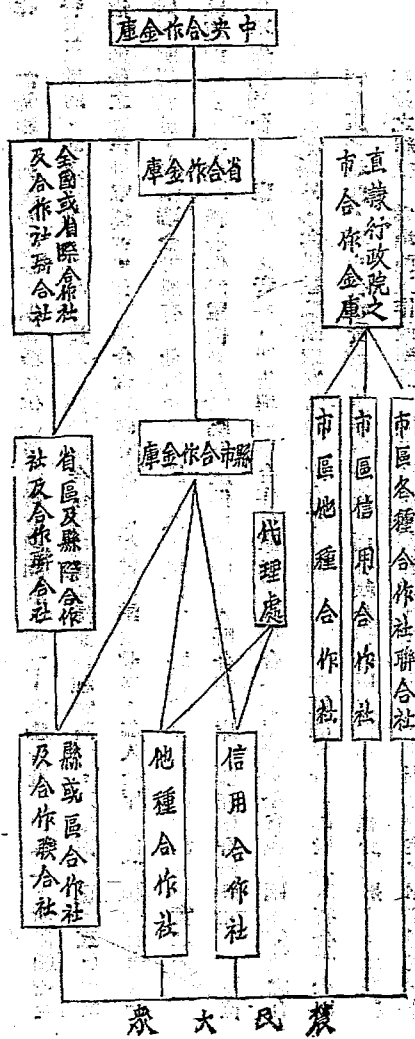 中央合作金庫
直隸行政院之
市合作金庫
省合作金庫
全國或省際合作社
及合作社聯合社
市區各種合作社聯合社
市區信用合作社
市區他種合作社
縣市合作金庫
代理處
省區及縣際合作
社及合作聯合社
信用合作社
他種合作社
縣或區合作社
及合作聯合社
農民大眾